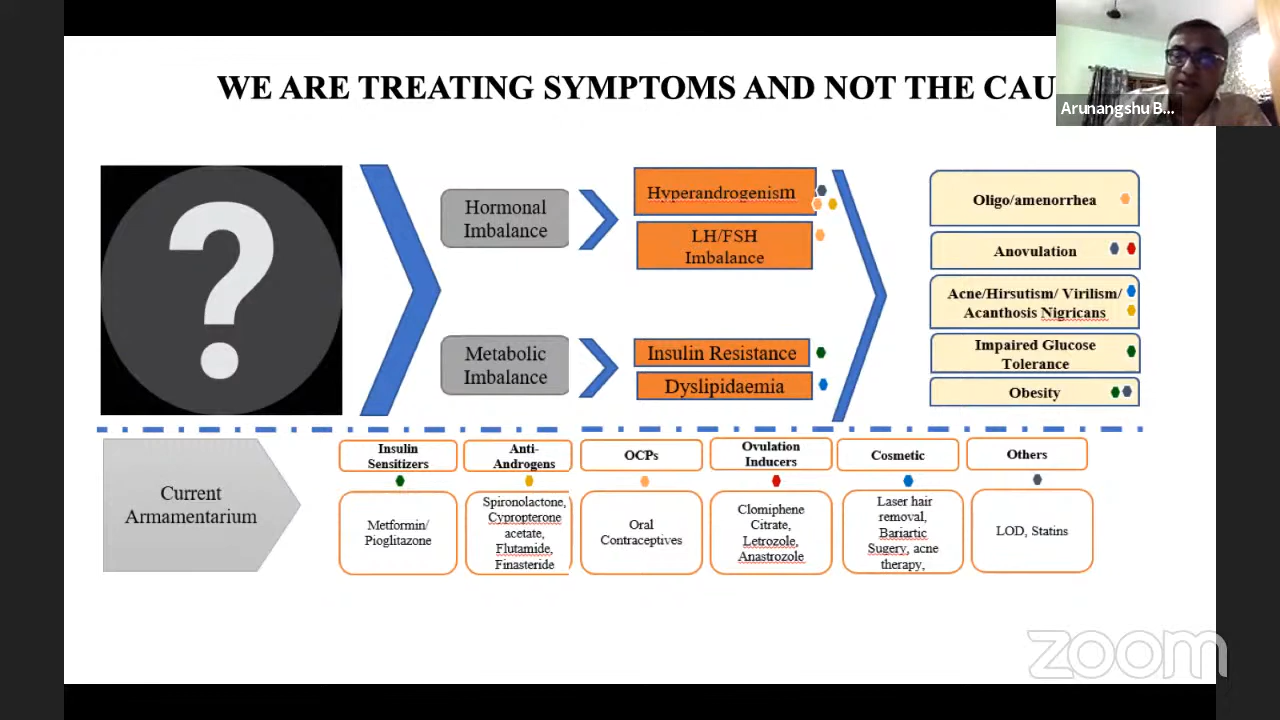 WE ARE TREATING SYMPTOMS AND NOT THE CAU
Arunangshu B...
Hormonal
Imbalance
Hyperandrogenism
LH/FSH
Imbalance
Metabolic
Imbalance
Insulin Resistance
Dyslipidaemia
Oligo/amenorrhea
Anovulation
Acne/Hirsutism/ Virilism/
Acanthosis Nigricans
Impaired Glucose
Tolerance
Obesity
Current
Armamentarium
Insulin
Sensitizers
Metformin/
Pioglitazone
Anti-
Androgens
Spironolactone,
Cypropterone
acetate,
Flutamide,
Finasteride
OCPs
Oral
Contraceptives
Ovulation
Inducers
Clomiphene
Citrate,
Letrozole,
Anastrozole
Cosmetic
Laser hair
removal,
Bariartic
Sugery, acne
therapy,
Others
LOD, Statins
zoom